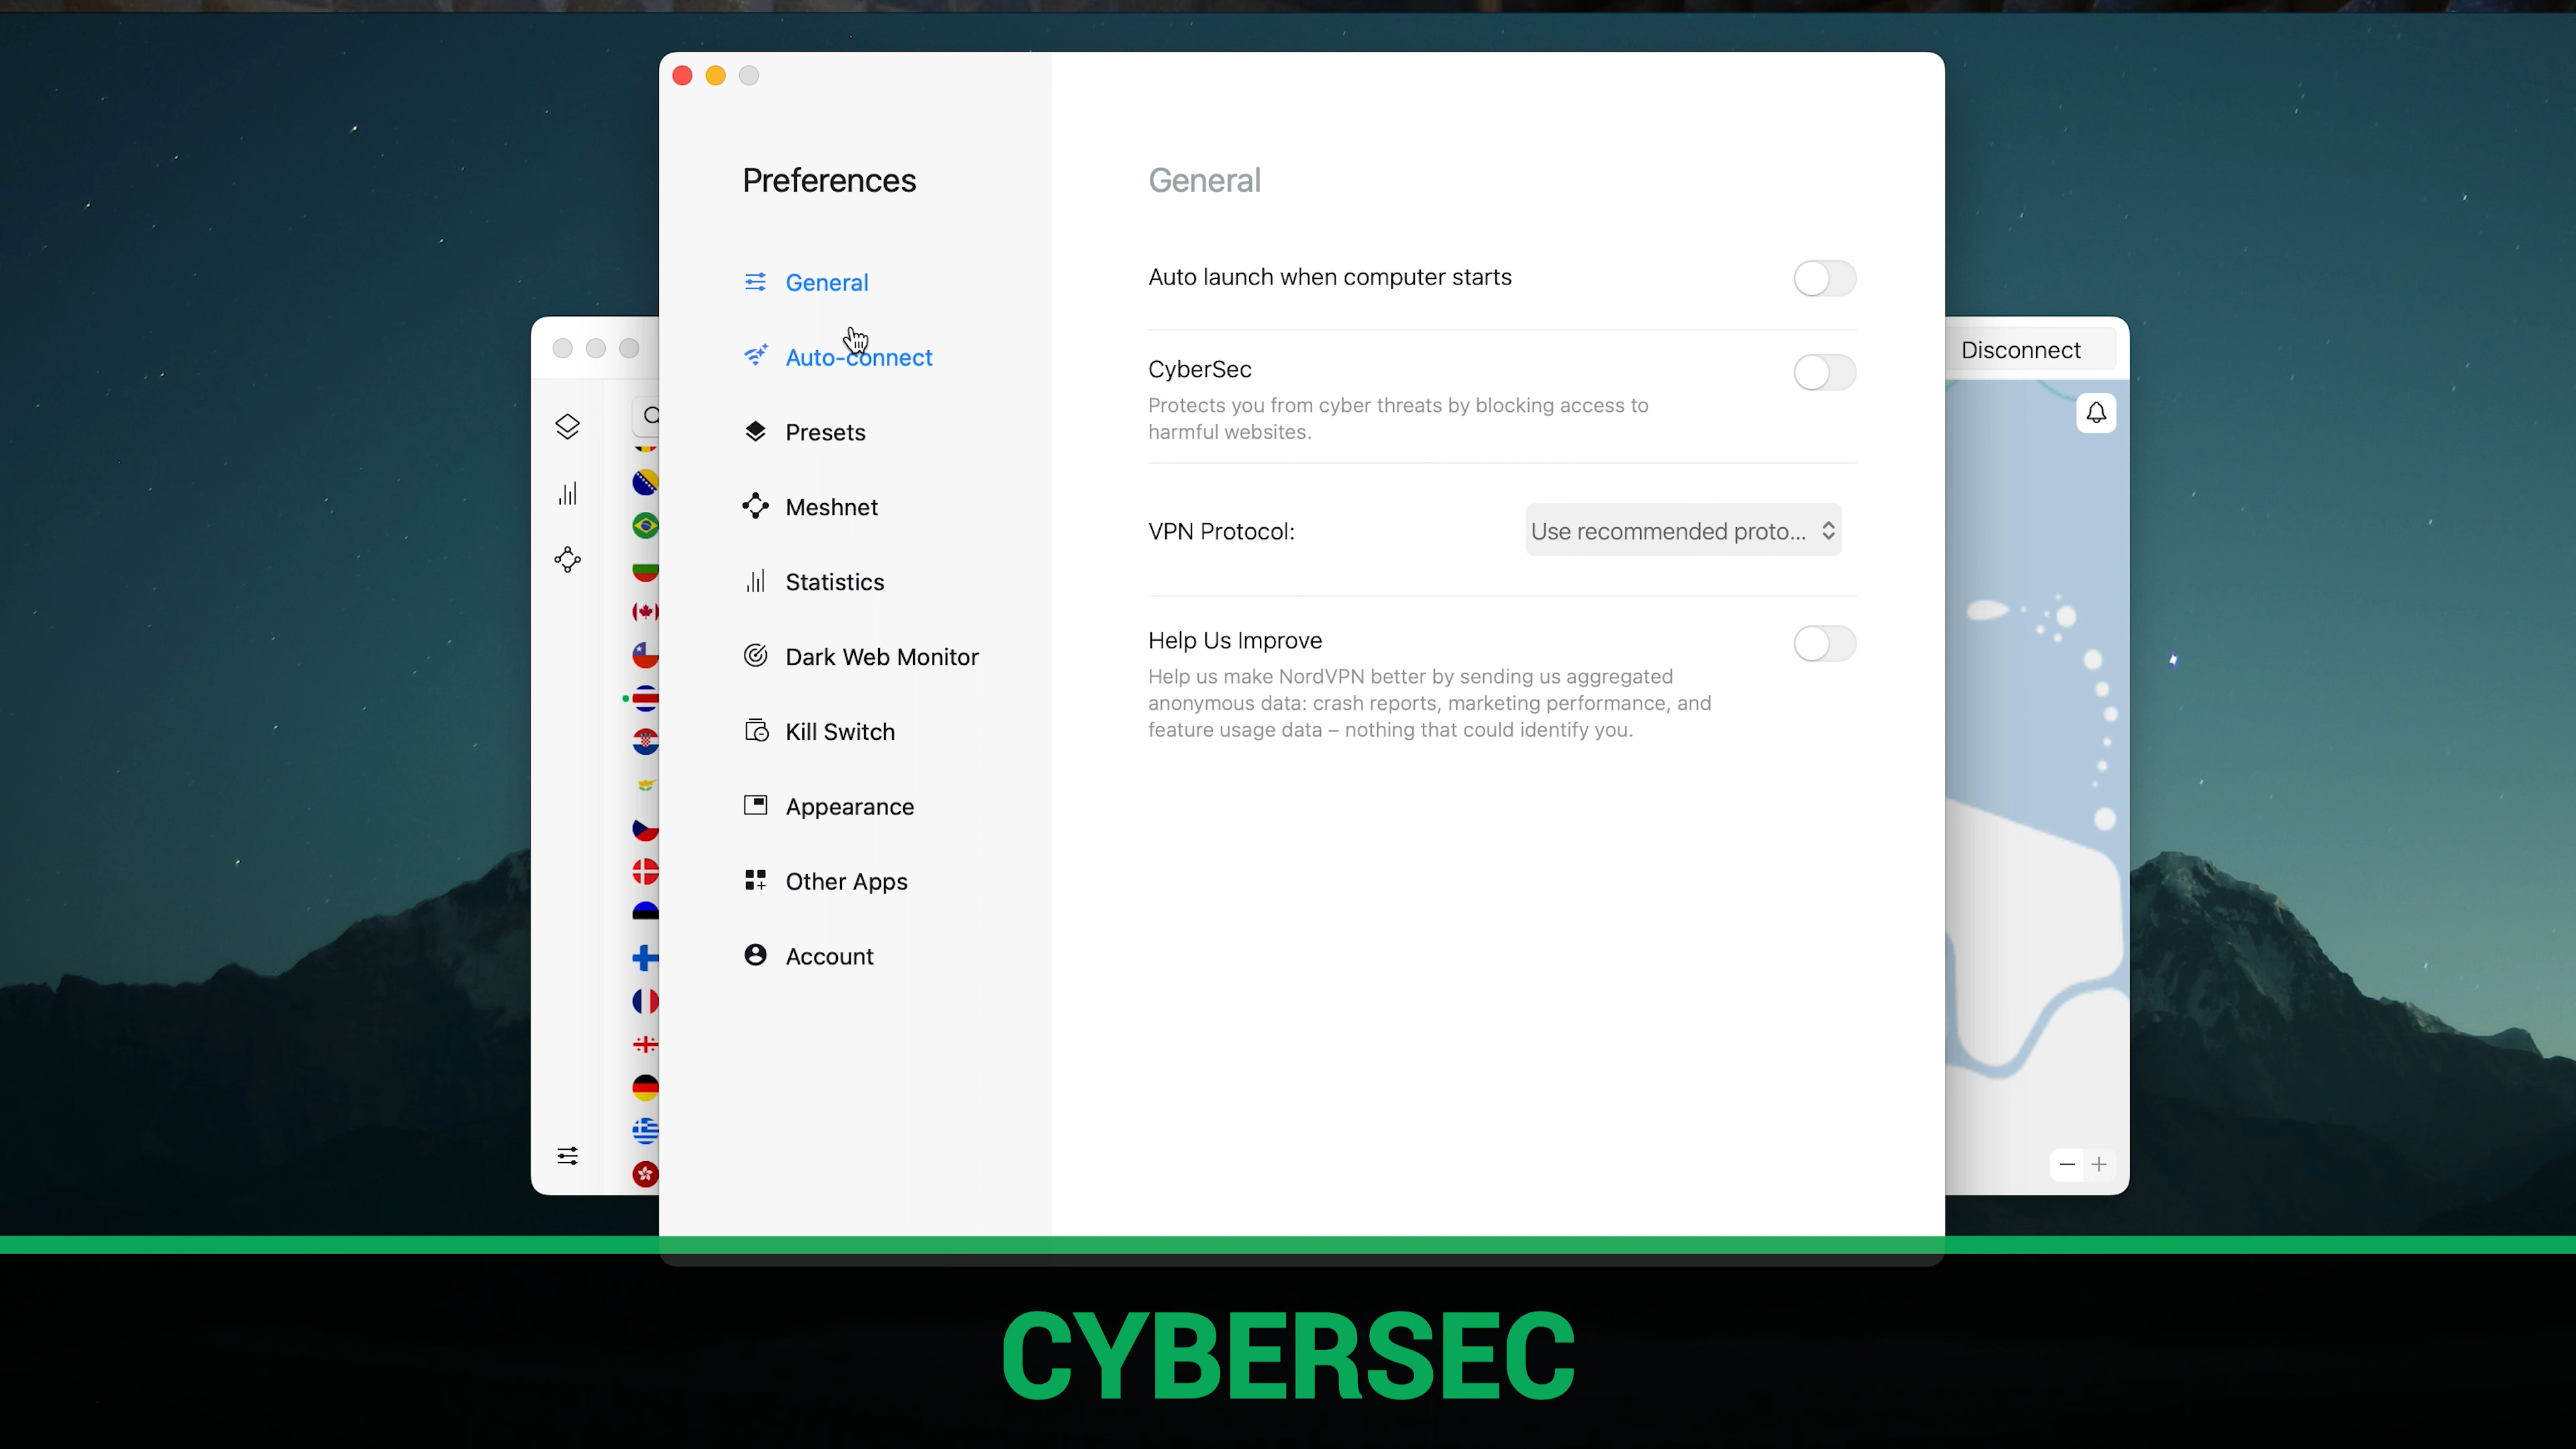 Preferences
General
Auto-connect
Presets
Meshnet
Statistics
Dark Web Monitor
Kill Switch
Appearance
Other Apps
Account
General
Auto launch when computer starts
CyberSec
Protects you from cyber threats by blocking access to
harmful websites.
VPN Protocol:
Use recommended proto...
Help Us Improve
Help us make NordVPN better by sending us aggregated
anonymous data: crash reports, marketing performance, and
feature usage data – nothing that could identify you.
Disconnect
CYBERSEC